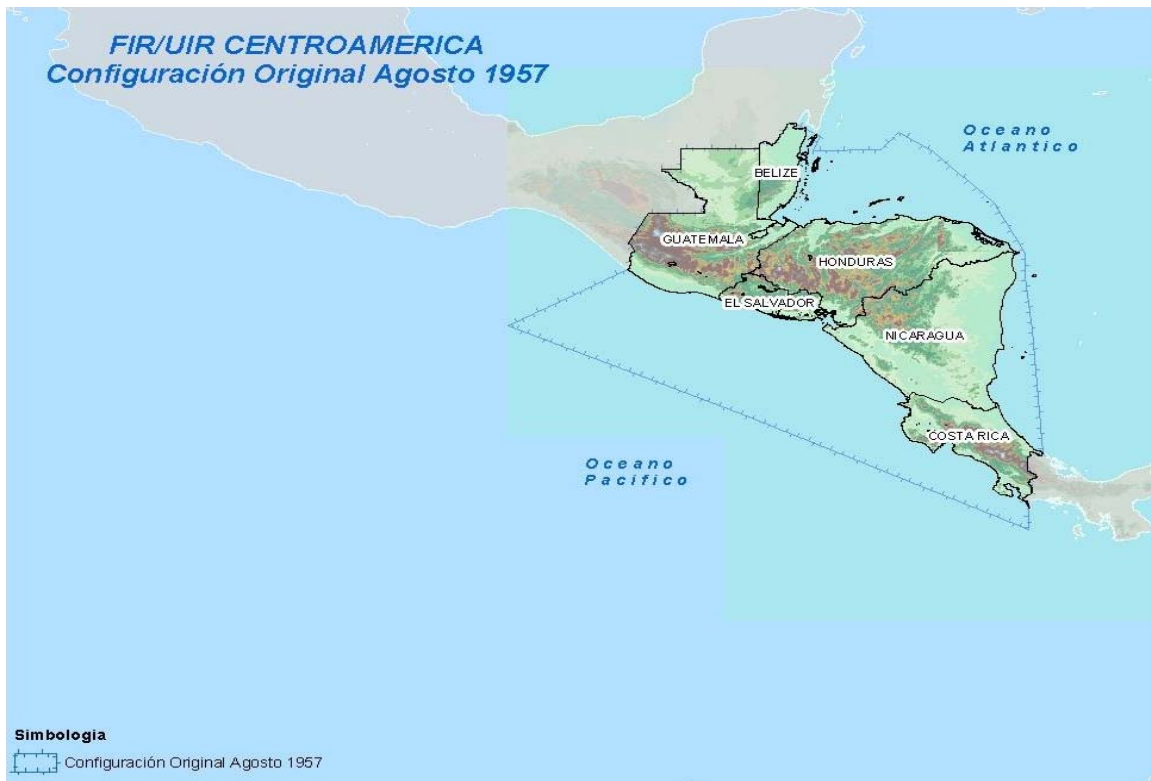 FIR/UIR CENTROAMERICA
Configuración Original Agosto 1957
Oceano
Atlantico
BELIZE
GUATEMALA
HONDURAS
EL SALVADOR
NICARAGUA
COSTA RICA
Oceano
Pacífico
Simbologia
Configuración Original Agosto 1957